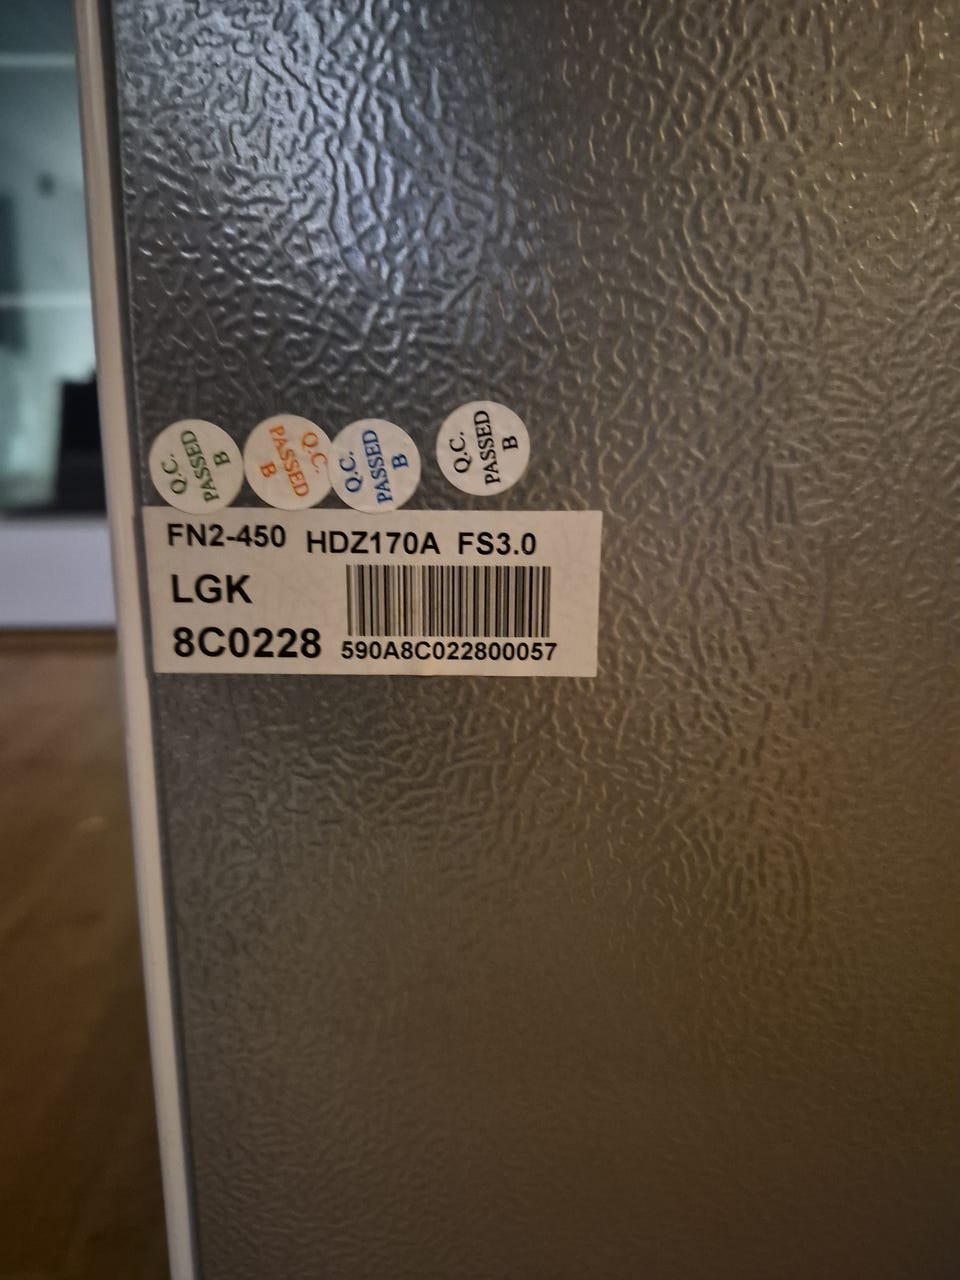 Q.C.
PASSED
B
Q.C.
PASSED
B
Q.C.
PASSED
B
Q.C.
PASSED
B
FN2-450 HDZ170A FS3.0
LGK
8C0228 590A8C022800057